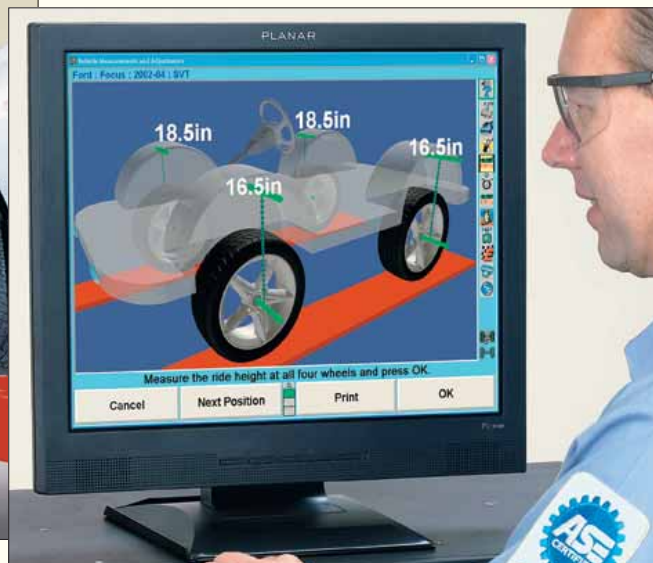 PLANAR
Vehicle Measurements and Adjustments
Ford : Focus : 2002-04 : SVT
18.5in
18.5in
16.5in
16.5in
Measure the ride height at all four wheels and press OK.
Cancel
Next Position
Print
OK
ASE
CERTIFIED